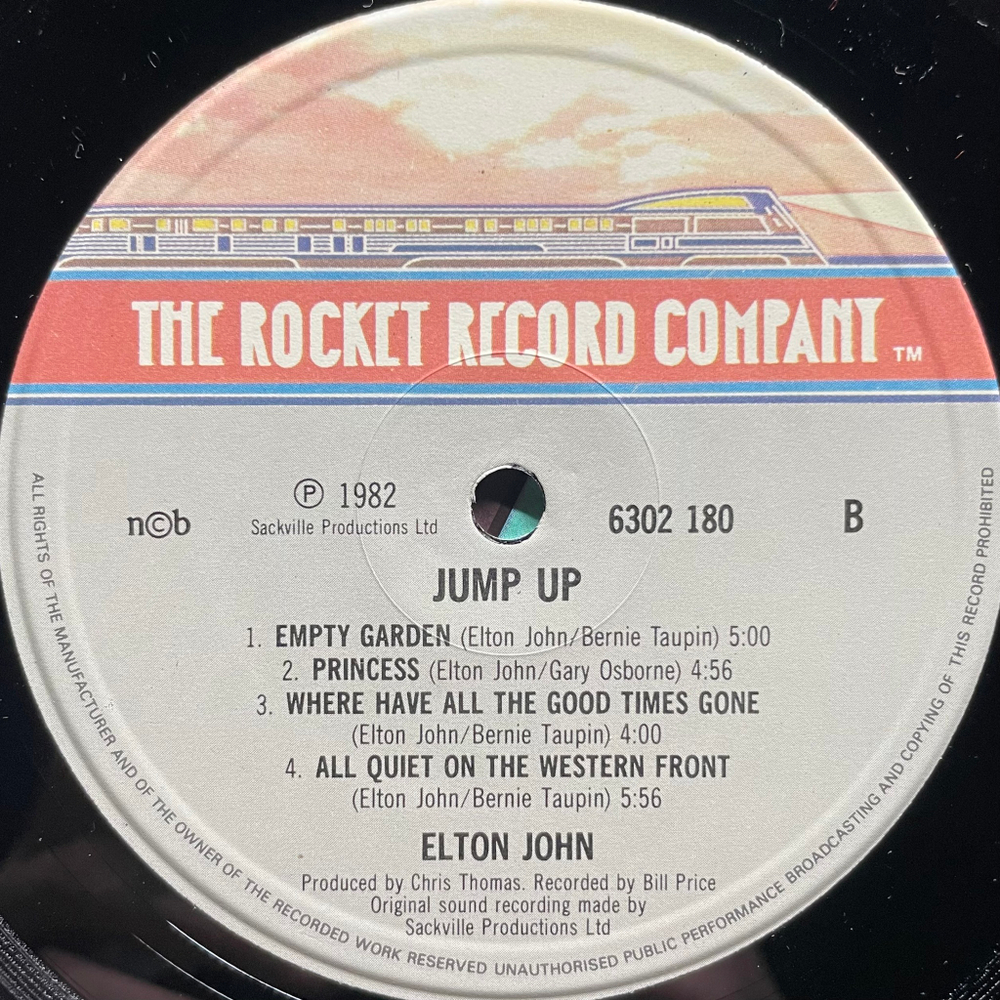 THE ROCKET RECORD COMPANY TM
n©b
℗ 1982
Sackville Productions Ltd
6302 180
B
JUMP UP
1. EMPTY GARDEN (Elton John/Bernie Taupin) 5:00
2. PRINCESS (Elton John/Gary Osborne) 4:56
3. WHERE HAVE ALL THE GOOD TIMES GONE
(Elton John/Bernie Taupin) 4:00
4. ALL QUIET ON THE WESTERN FRONT
(Elton John/Bernie Taupin) 5:56
ELTON JOHN
Produced by Chris Thomas. Recorded by Bill Price
Original sound recording made by
Sackville Productions Ltd
ALL RIGHTS OF THE MANUFACTURER AND OF THE OWNER OF THE RECORDED WORK RESERVED UNAUTHORISED PUBLIC PERFORMANCE BROADCASTING AND COPYING OF THIS RECORD PROHIBITED